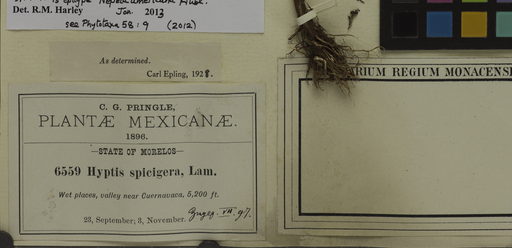 Det. R.M. Harley Jan 2013
see Phytotaxa 58 : 9 (2012)
As determined.
Carl Epling, 1928.
C. G. PRINGLE,
PLANTÆ MEXICANÆ.
1896.
STATE OF MORELOS
6559 Hyptis spicigera, Lam.
Wet places, valley near Cuernavaca, 5,200 ft.
23, September; 3, November.
ARIUM REGIUM MONACENS